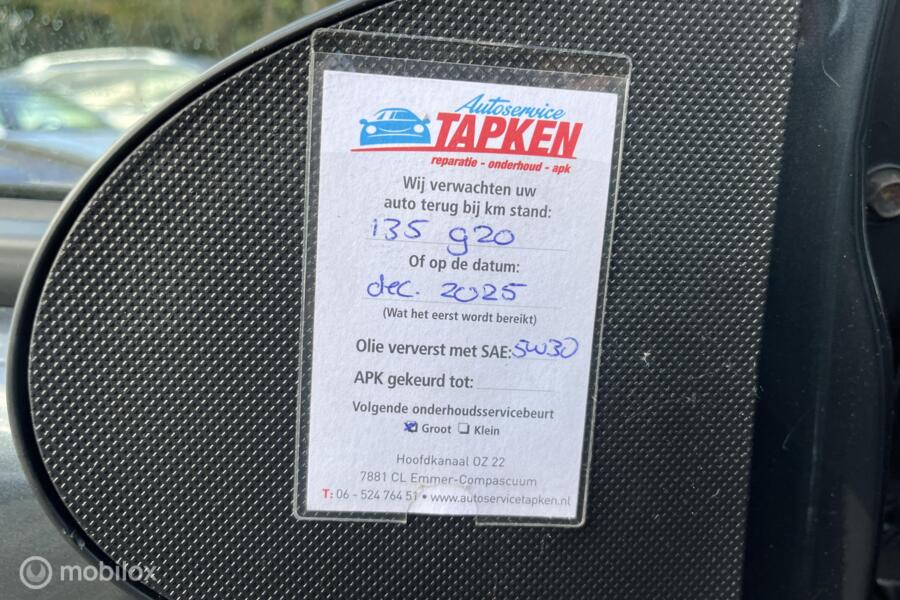 Autoservice
TAPKEN
reparatie - onderhoud - apk
Wij verwachten uw
auto terug bij km stand:
135 920
Of op de datum:
dec. 2025
(Wat het eerst wordt bereikt)
Olie ververst met SAE: 5W30
APK gekeurd tot:
Volgende onderhoudsservicebeurt
Groot Klein
Hoofdkanaal OZ 22
7881 CL Emmer-Compascuum
T: 06 - 524 764 51 • www.autoservicetapken.nl
mobilox